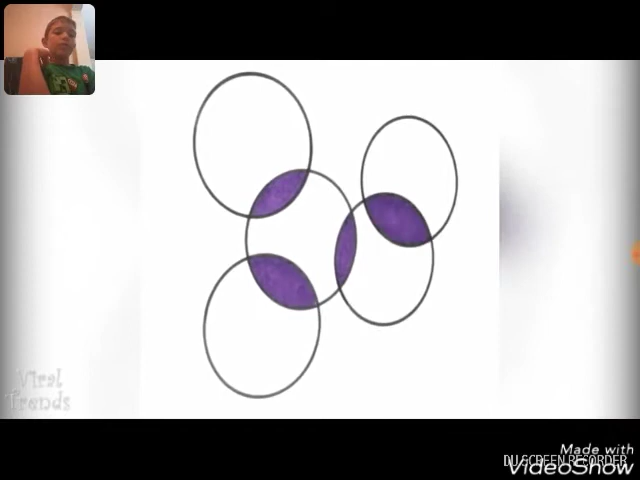 Viral
Trends
Made with
DU SCREEN RECORDER
VideoShow